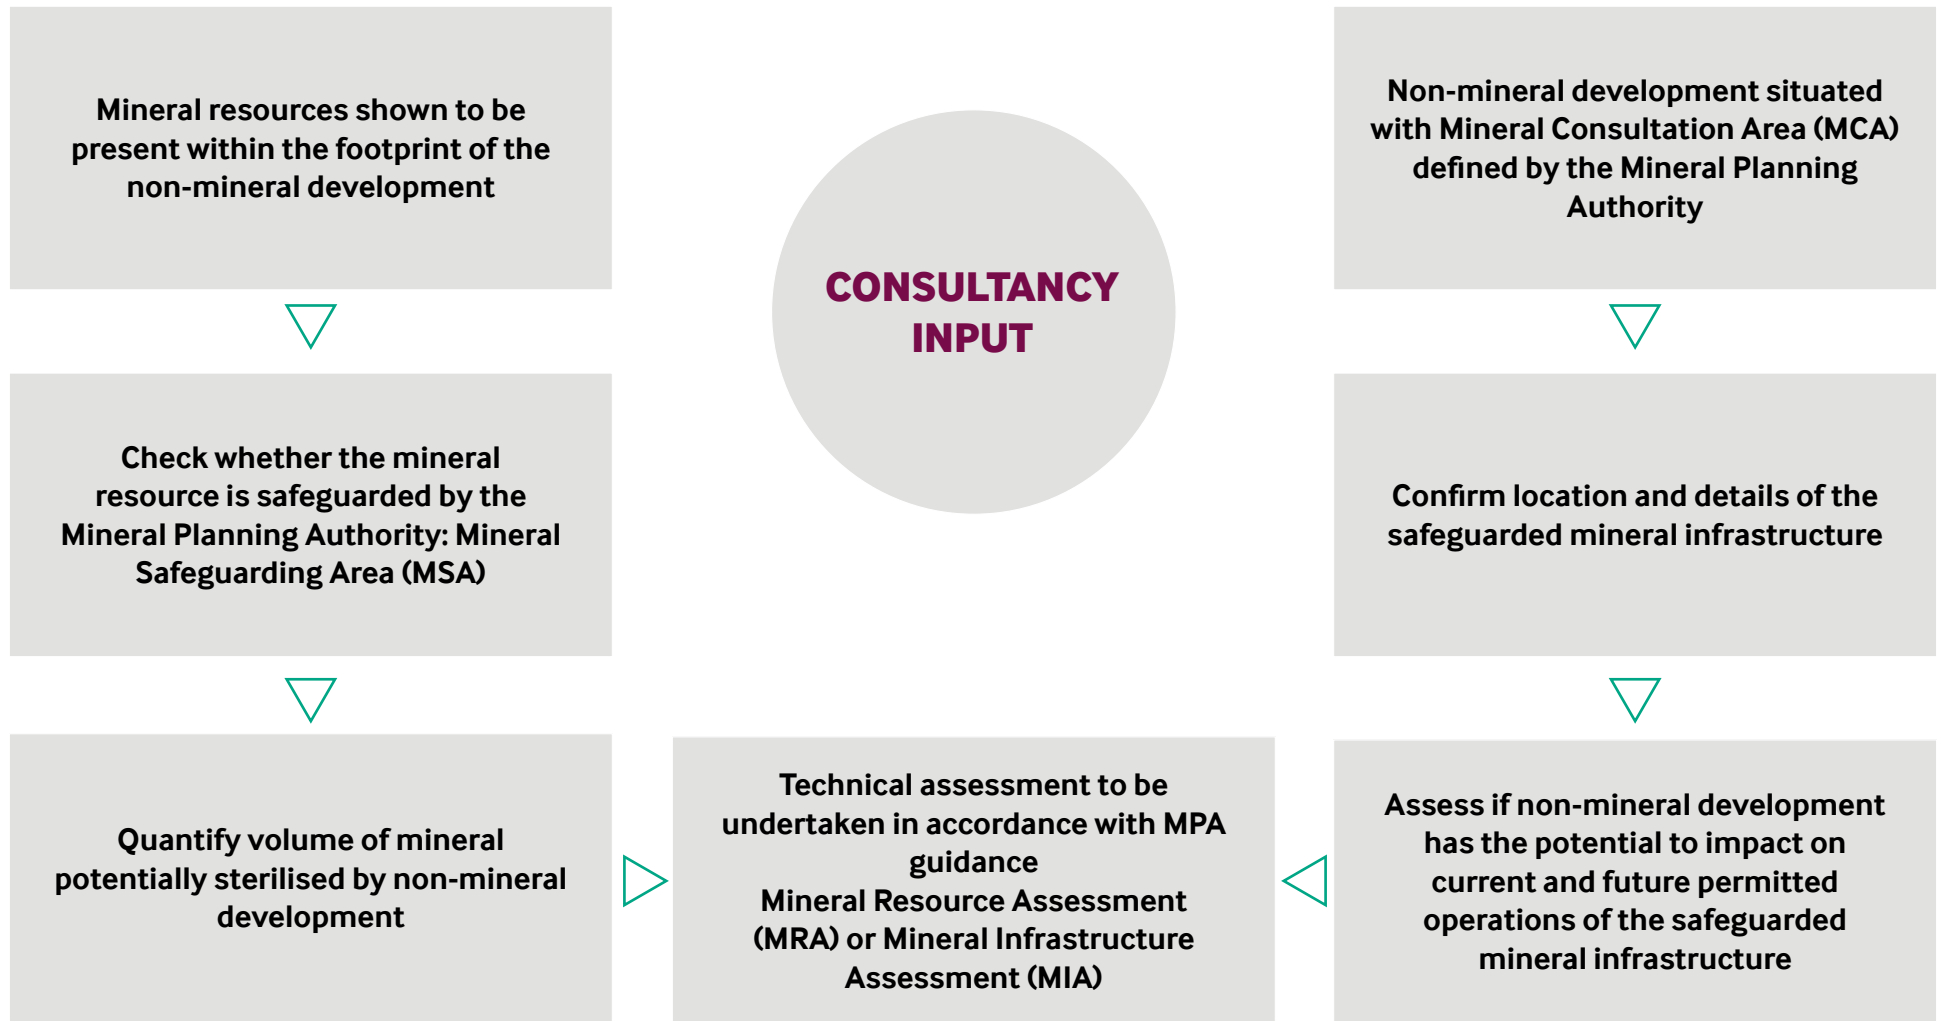 Mineral resources shown to be
present within the footprint of the
non-mineral development
Check whether the mineral
resource is safeguarded by the
Mineral Planning Authority: Mineral
Safeguarding Area (MSA)
Quantify volume of mineral
potentially sterilised by non-mineral
development
CONSULTANCY
INPUT
Technical assessment to be
undertaken in accordance with MPA
guidance
Mineral Resource Assessment
(MRA) or Mineral Infrastructure
Assessment (MIA)
Non-mineral development situated
with Mineral Consultation Area (MCA)
defined by the Mineral Planning
Authority
Confirm location and details of the
safeguarded mineral infrastructure
Assess if non-mineral development
has the potential to impact on
current and future permitted
operations of the safeguarded
mineral infrastructure